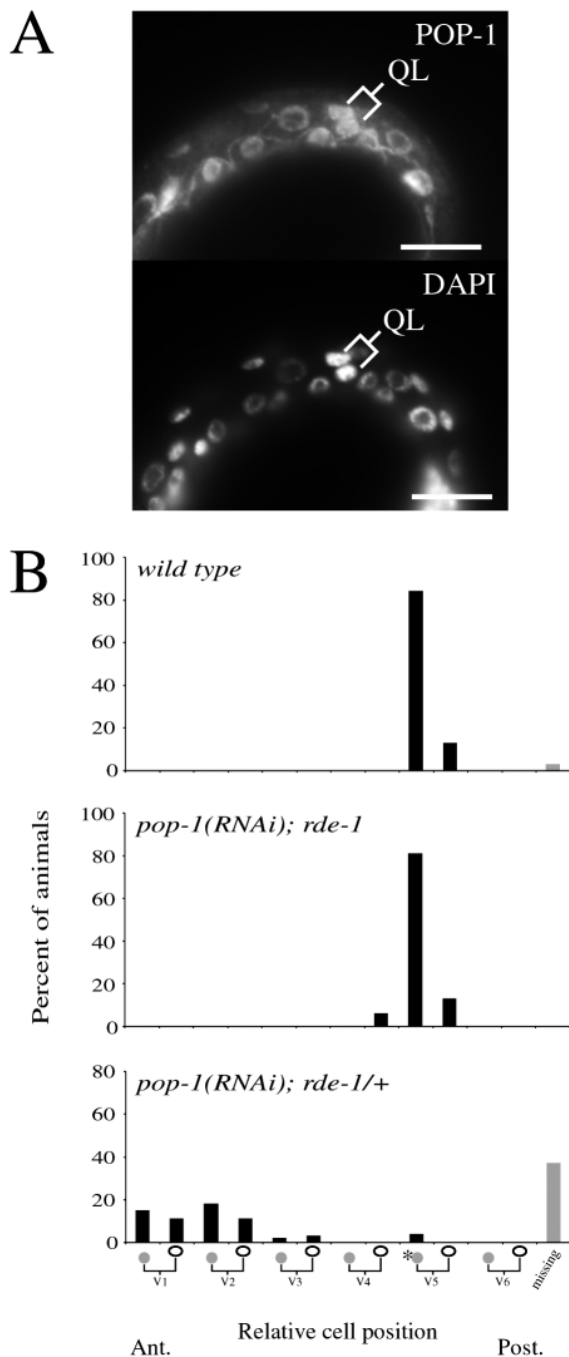 A
POP-1
QL
DAPI
QL
B
Percent of animals
wild type
100
80
60
40
20
0
pop-1(RNAi); rde-1
100
80
60
40
20
0
pop-1(RNAi); rde-1/+
80
60
40
20
0
*
V1 V2 V3 V4 V5 V6 missing
Relative cell position
Ant. Post.